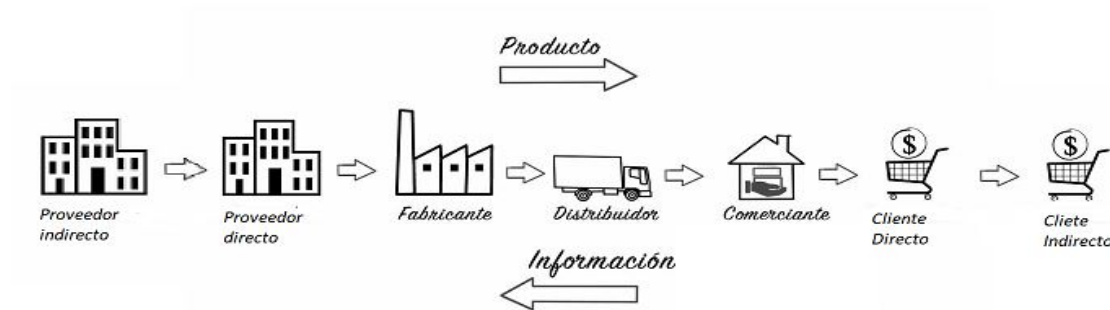 Producto
Proveedor
indirecto
Proveedor
directo
Fabricante
Distribuidor
Comerciante
Cliente
Directo
Cliete
Indirecto
Información